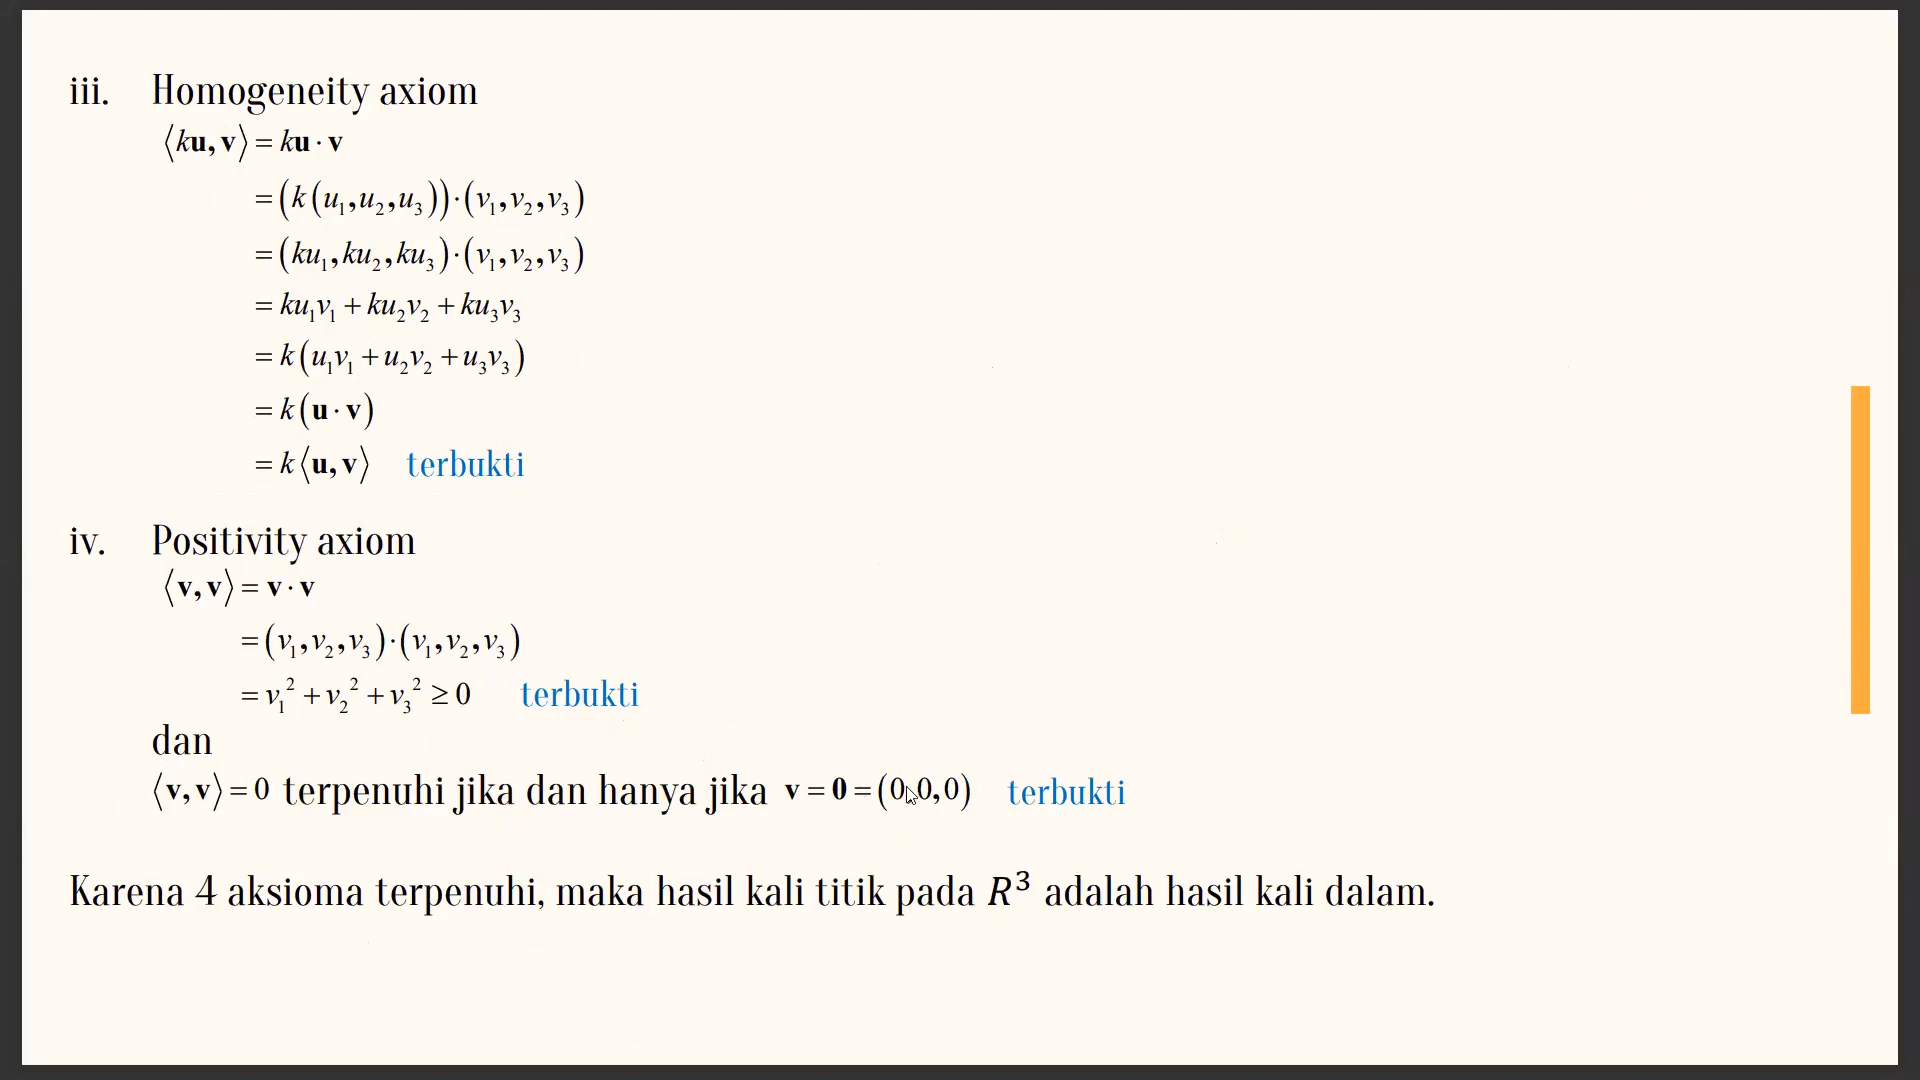 iii. Homogeneity axiom
⟨ku, v⟩ = ku · v
= (k(u₁, u₂, u₃)) · (v₁, v₂, v₃)
= (ku₁, ku₂, ku₃) · (v₁, v₂, v₃)
= ku₁v₁ + ku₂v₂ + ku₃v₃
= k(u₁v₁ + u₂v₂ + u₃v₃)
= k(u · v)
= k⟨u, v⟩ terbukti
iv. Positivity axiom
⟨v, v⟩ = v · v
= (v₁, v₂, v₃) · (v₁, v₂, v₃)
= v₁² + v₂² + v₃² ≥ 0 terbukti
dan
⟨v, v⟩ = 0 terpenuhi jika dan hanya jika v = 0 = (0,0,0) terbukti
Karena 4 aksioma terpenuhi, maka hasil kali titik pada R³ adalah hasil kali dalam.